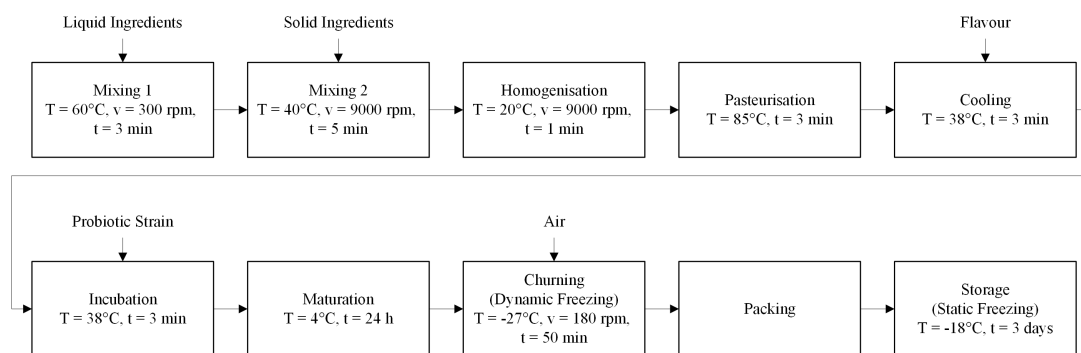 Liquid Ingredients
Solid Ingredients
Flavour
Mixing 1
T = 60°C, v = 300 rpm,
t = 3 min
Mixing 2
T = 40°C, v = 9000 rpm,
t = 5 min
Homogenisation
T = 20°C, v = 9000 rpm,
t = 1 min
Pasteurisation
T = 85°C, t = 3 min
Cooling
T = 38°C, t = 3 min
Probiotic Strain
Air
Incubation
T = 38°C, t = 3 min
Maturation
T = 4°C, t = 24 h
Churning
(Dynamic Freezing)
T = -27°C, v = 180 rpm,
t = 50 min
Packing
Storage
(Static Freezing)
T = -18°C, t = 3 days